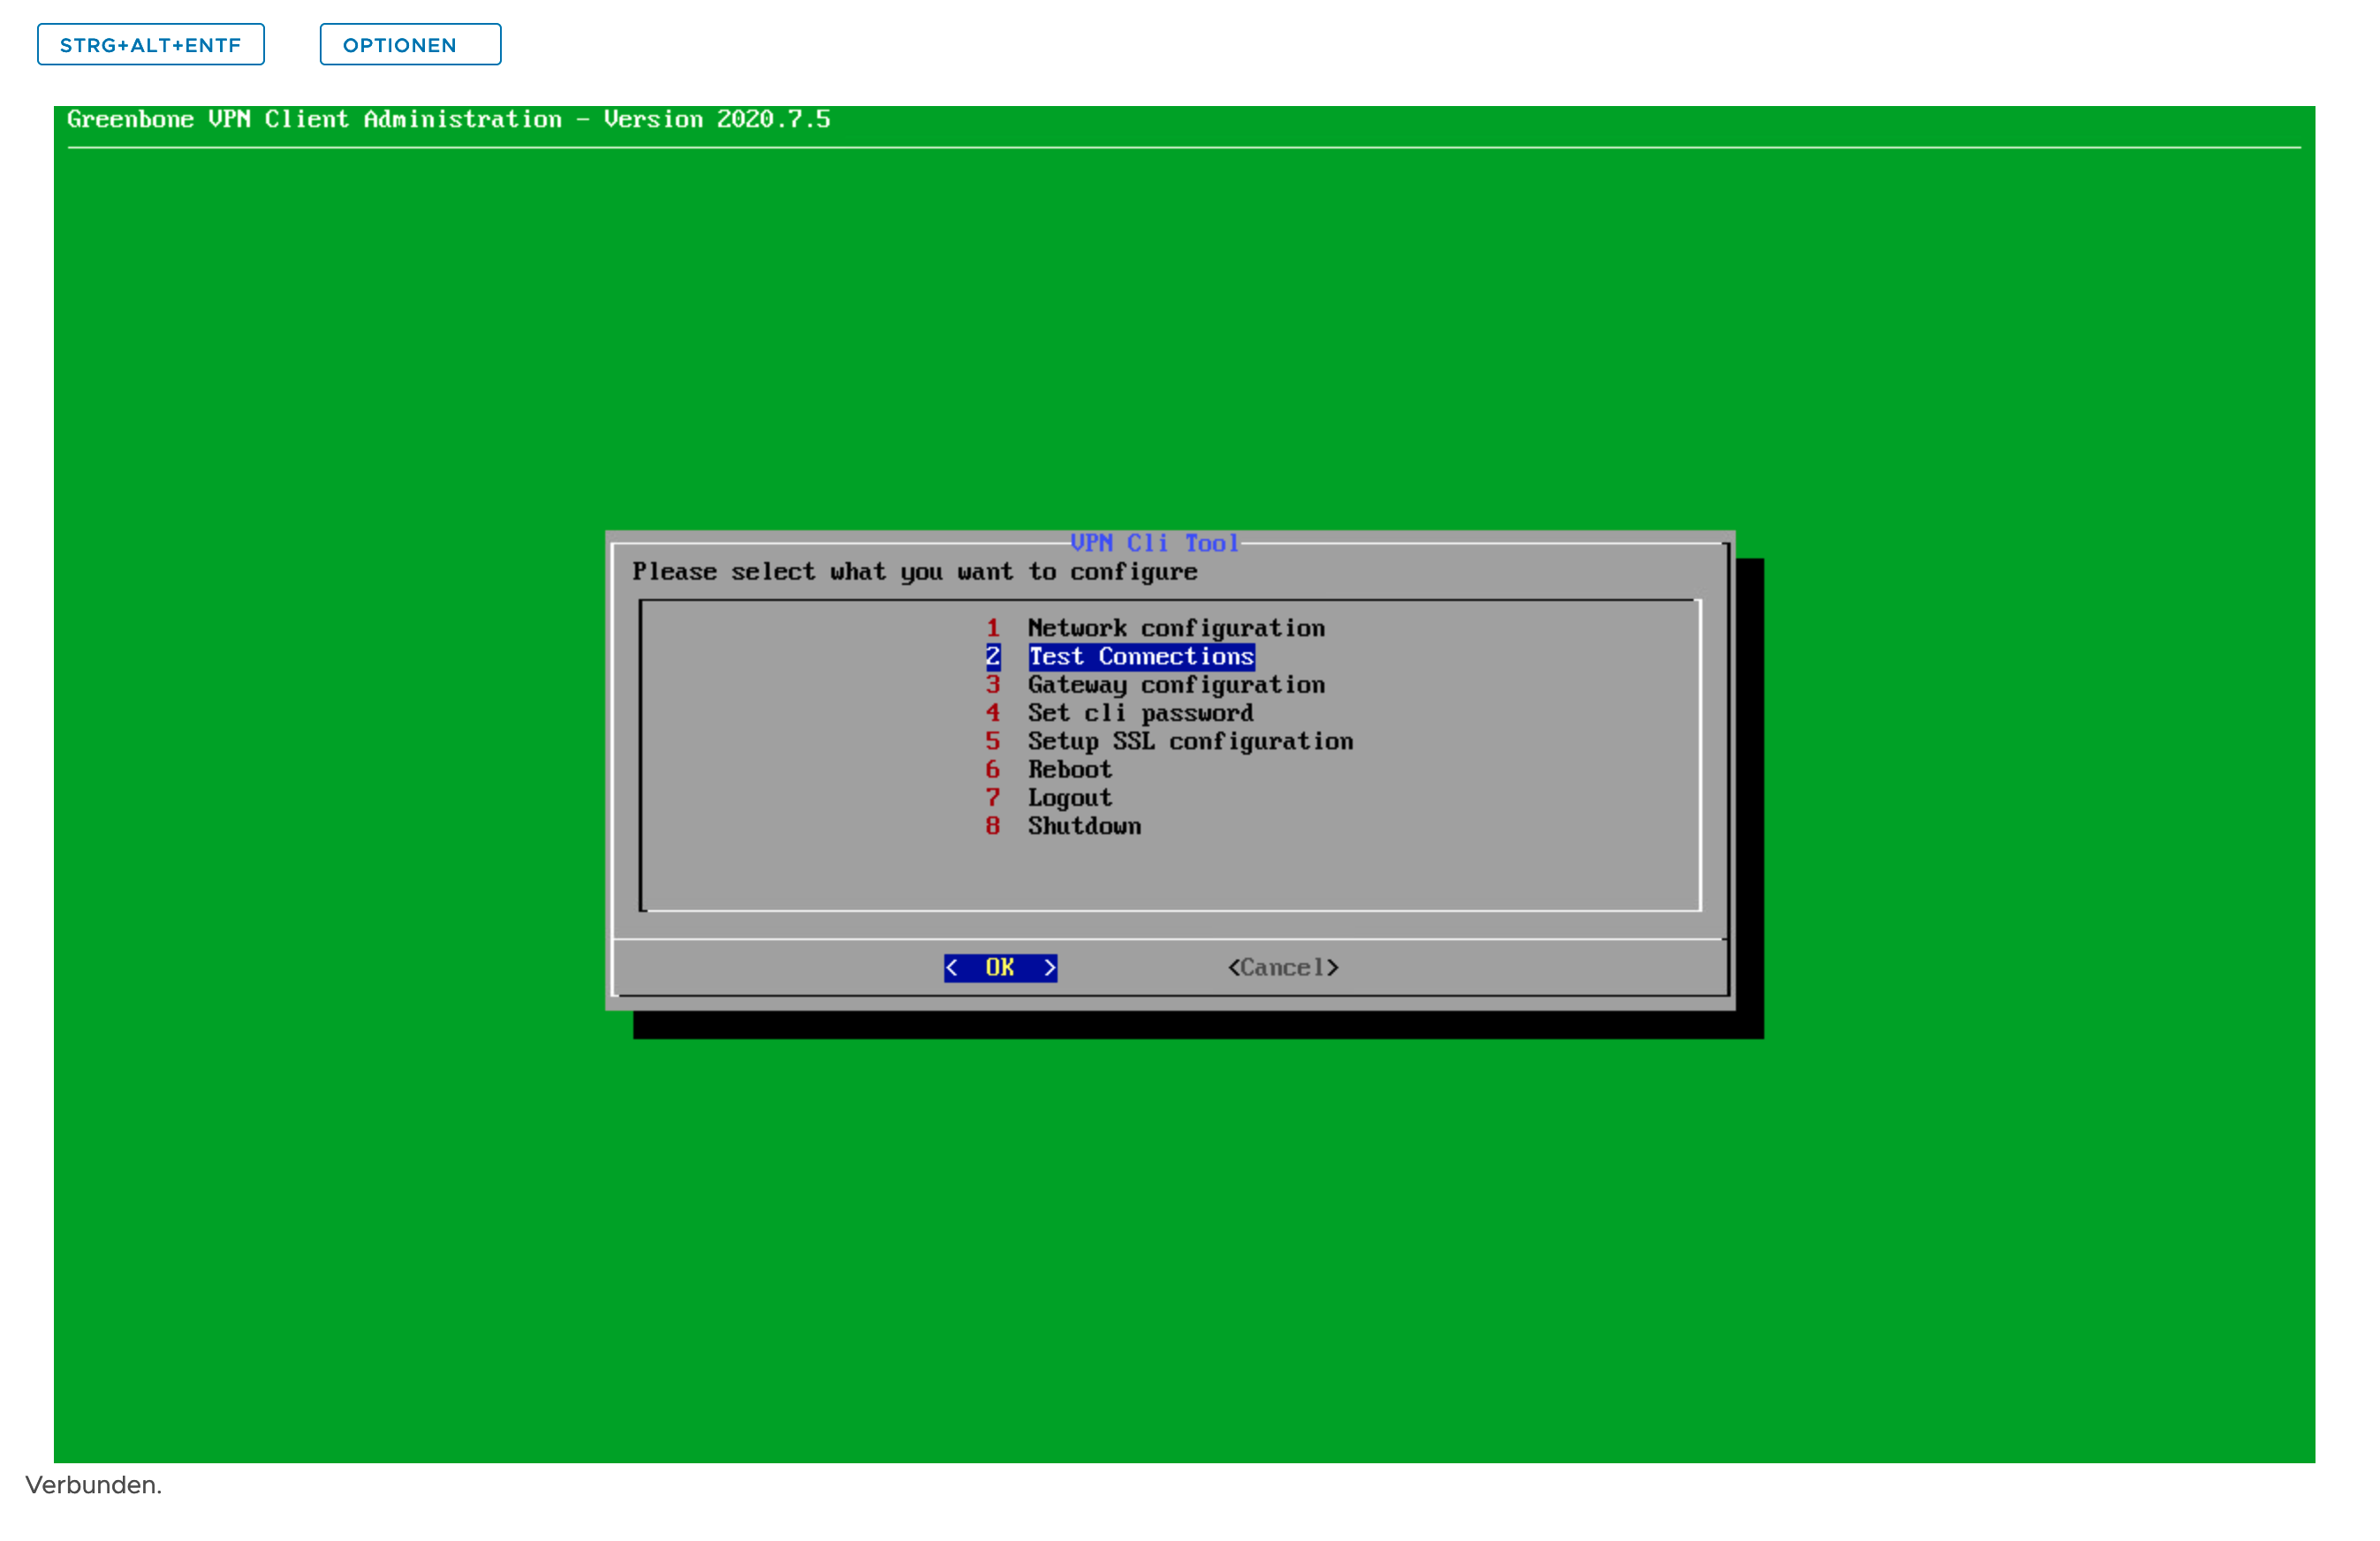 STRG+ALT+ENTF OPTIONEN
Greenbone VPN Client Administration - Version 2020.7.5
VPN Cli Tool
Please select what you want to configure
1 Network configuration
2 Test Connections
3 Gateway configuration
4 Set cli password
5 Setup SSL configuration
6 Reboot
7 Logout
8 Shutdown
< OK > <Cancel>
Verbunden.